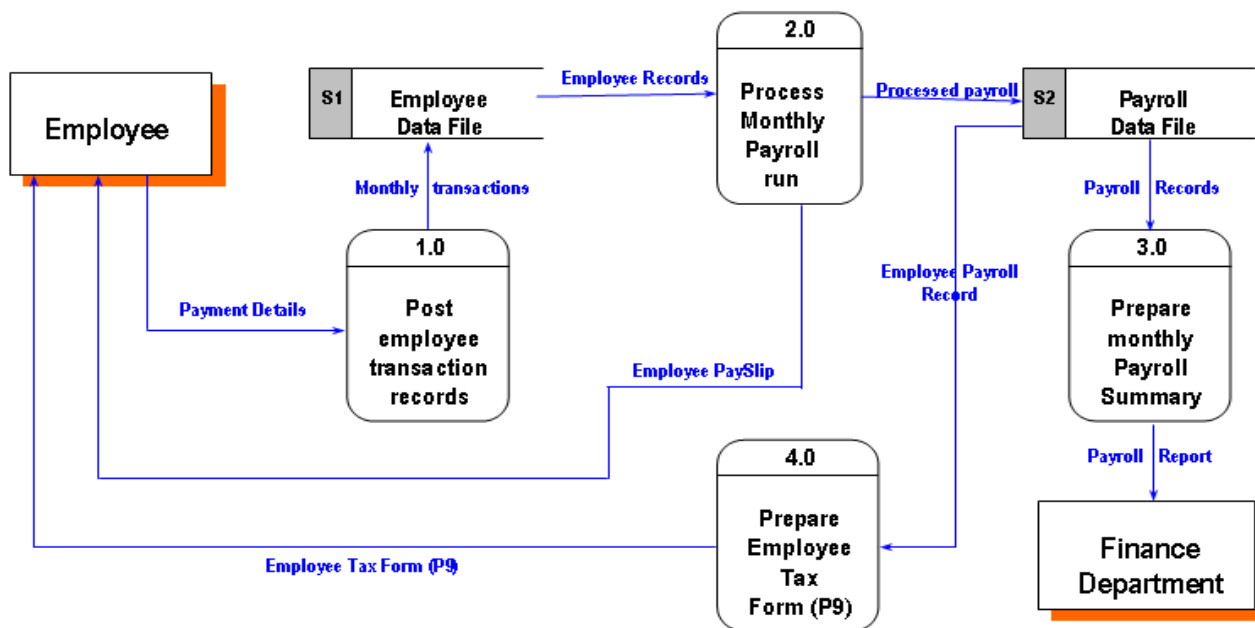 2.0
Process
Monthly
Payroll
run
Employee
S1
Employee
Data File
Employee Records
Processed payroll
S2
Payroll
Data File
Monthly transactions
Payroll Records
1.0
Post
employee
transaction
records
Payment Details
Employee Payroll
Record
3.0
Prepare
monthly
Payroll
Summary
Employee PaySlip
4.0
Prepare
Employee
Tax
Form (P9)
Payroll Report
Employee Tax Form (P9)
Finance
Department